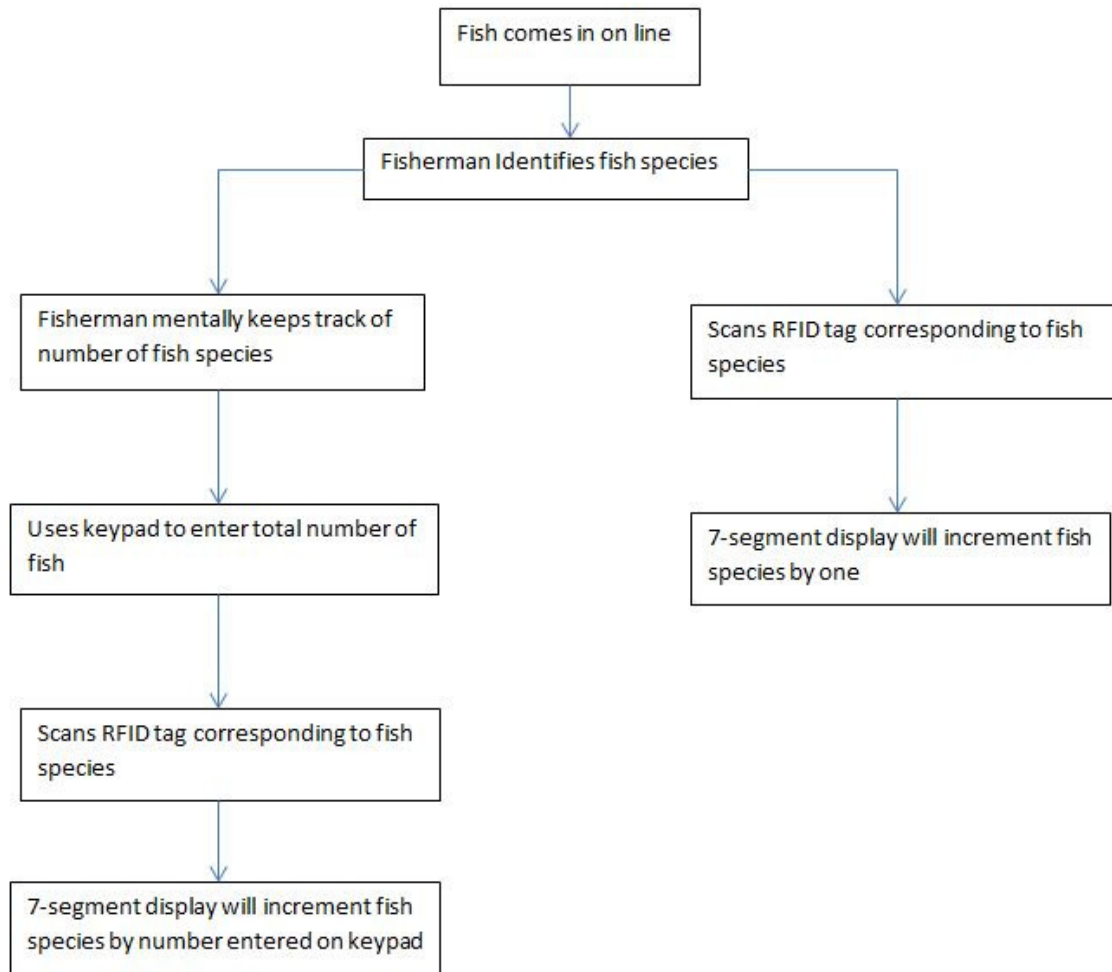 Fish comes in on line
Fisherman Identifies fish species
Fisherman mentally keeps track of
number of fish species
Scans RFID tag corresponding to fish
species
Uses keypad to enter total number of
fish
7-segment display will increment fish
species by one
Scans RFID tag corresponding to fish
species
7-segment display will increment fish
species by number entered on keypad